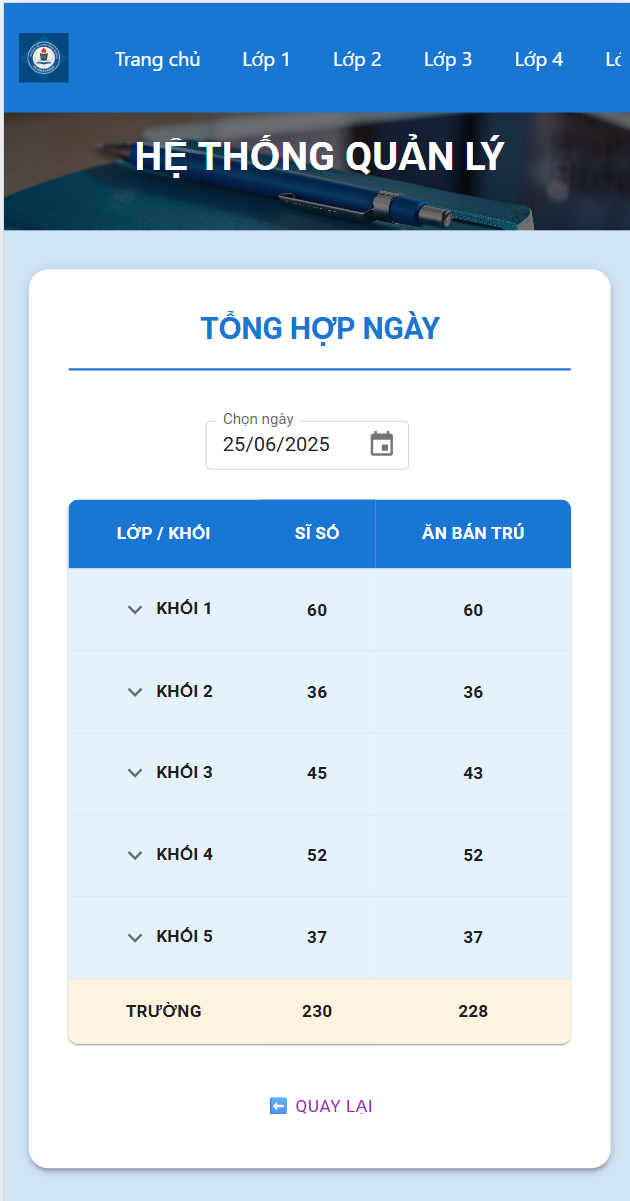 Trang chủ Lớp 1 Lớp 2 Lớp 3 Lớp 4
HỆ THỐNG QUẢN LÝ
TỔNG HỢP NGÀY
Chọn ngày
25/06/2025
LỚP / KHỐI SĨ SỐ ĂN BÁN TRÚ
KHỐI 1 60 60
KHỐI 2 36 36
KHỐI 3 45 43
KHỐI 4 52 52
KHỐI 5 37 37
TRƯỜNG 230 228
QUAY LẠI